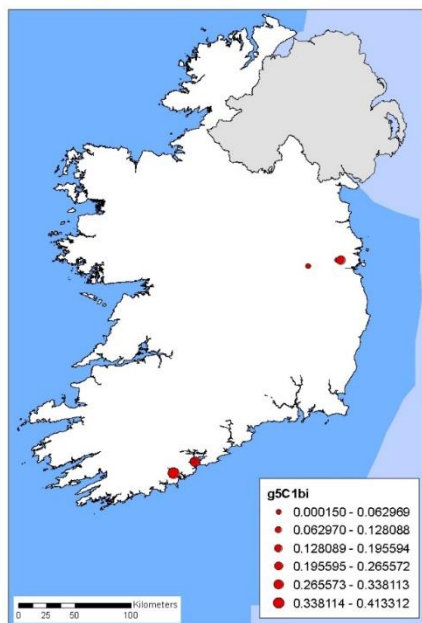 g5C1bi
0.000150 - 0.062969
0.062970 - 0.128088
0.128089 - 0.195594
0.195595 - 0.265572
0.265573 - 0.338113
0.338114 - 0.413312
Kilometers
0 25 50 100